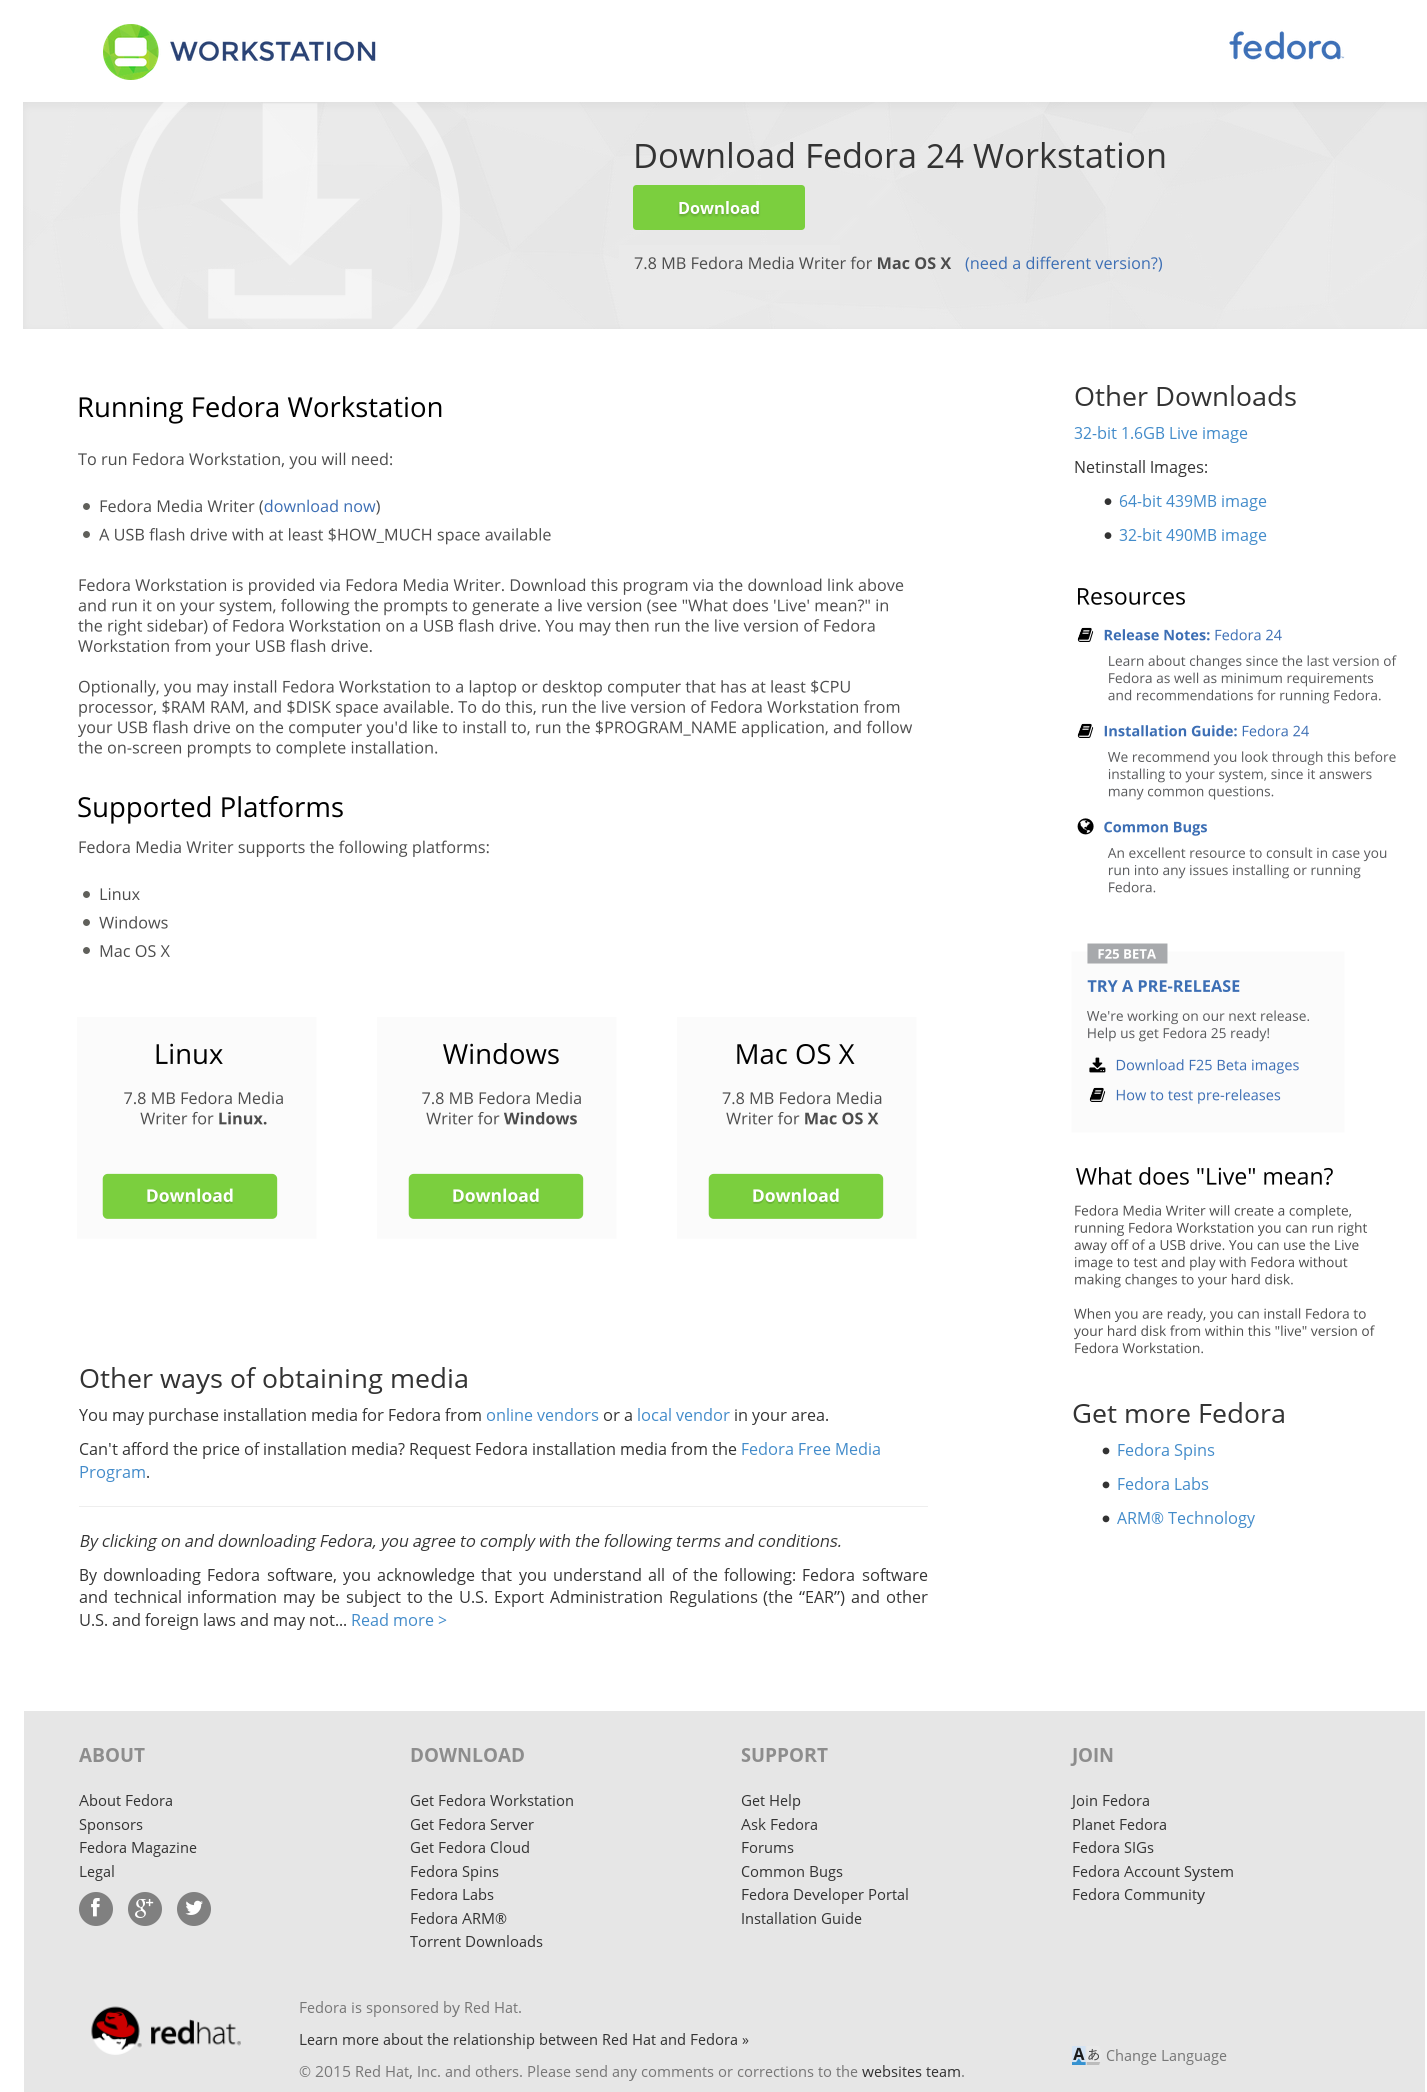 WORKSTATION
fedora
Download Fedora 24 Workstation
Download
7.8 MB Fedora Media Writer for Mac OS X (need a different version?)
Running Fedora Workstation
To run Fedora Workstation, you will need:
• Fedora Media Writer (download now)
• A USB flash drive with at least $HOW_MUCH space available
Fedora Workstation is provided via Fedora Media Writer. Download this program via the download link above
and run it on your system, following the prompts to generate a live version (see "What does 'Live' mean?" in
the right sidebar) of Fedora Workstation on a USB flash drive. You may then run the live version of Fedora
Workstation from your USB flash drive.
Optionally, you may install Fedora Workstation to a laptop or desktop computer that has at least $CPU
processor, $RAM RAM, and $DISK space available. To do this, run the live version of Fedora Workstation from
your USB flash drive on the computer you'd like to install to, run the $PROGRAM_NAME application, and follow
the on-screen prompts to complete installation.
Supported Platforms
Fedora Media Writer supports the following platforms:
• Linux
• Windows
• Mac OS X
Linux
7.8 MB Fedora Media
Writer for Linux.
Download
Windows
7.8 MB Fedora Media
Writer for Windows
Download
Mac OS X
7.8 MB Fedora Media
Writer for Mac OS X
Download
Other ways of obtaining media
You may purchase installation media for Fedora from online vendors or a local vendor in your area.
Can't afford the price of installation media? Request Fedora installation media from the Fedora Free Media
Program.
By clicking on and downloading Fedora, you agree to comply with the following terms and conditions.
By downloading Fedora software, you acknowledge that you understand all of the following: Fedora software
and technical information may be subject to the U.S. Export Administration Regulations (the “EAR”) and other
U.S. and foreign laws and may not... Read more >
Other Downloads
32-bit 1.6GB Live image
Netinstall Images:
• 64-bit 439MB image
• 32-bit 490MB image
Resources
Release Notes: Fedora 24
Learn about changes since the last version of
Fedora as well as minimum requirements
and recommendations for running Fedora.
Installation Guide: Fedora 24
We recommend you look through this before
installing to your system, since it answers
many common questions.
Common Bugs
An excellent resource to consult in case you
run into any issues installing or running
Fedora.
F25 BETA
TRY A PRE-RELEASE
We're working on our next release.
Help us get Fedora 25 ready!
Download F25 Beta images
How to test pre-releases
What does "Live" mean?
Fedora Media Writer will create a complete,
running Fedora Workstation you can run right
away off of a USB drive. You can use the Live
image to test and play with Fedora without
making changes to your hard disk.
When you are ready, you can install Fedora to
your hard disk from within this "live" version of
Fedora Workstation.
Get more Fedora
• Fedora Spins
• Fedora Labs
• ARM® Technology
ABOUT
About Fedora
Sponsors
Fedora Magazine
Legal
f g+
DOWNLOAD
Get Fedora Workstation
Get Fedora Server
Get Fedora Cloud
Fedora Spins
Fedora Labs
Fedora ARM®
Torrent Downloads
SUPPORT
Get Help
Ask Fedora
Forums
Common Bugs
Fedora Developer Portal
Installation Guide
JOIN
Join Fedora
Planet Fedora
Fedora SIGs
Fedora Account System
Fedora Community
redhat.
Fedora is sponsored by Red Hat.
Learn more about the relationship between Red Hat and Fedora »
© 2015 Red Hat, Inc. and others. Please send any comments or corrections to the websites team.
Aあ Change Language